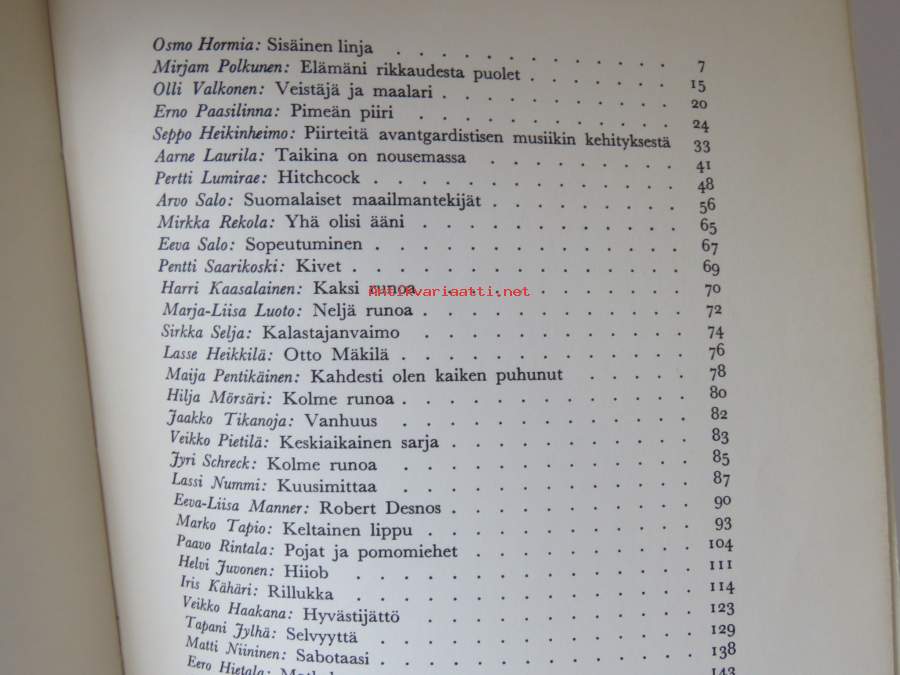 Osmo Hormia: Sisäinen linja . . . . . . . . . . . . 7
Mirjam Polkunen: Elämäni rikkaudesta puolet . . . . . . 15
Olli Valkonen: Veistäjä ja maalari . . . . . . . . . . 20
Erno Paasilinna: Pimeän piiri . . . . . . . . . . . . 24
Seppo Heikinheimo: Piirteitä avantgardistisen musiikin kehityksestä 33
Aarne Laurila: Taikina on nousemassa . . . . . . . . 41
Pertti Lumirae: Hitchcock . . . . . . . . . . . . . 48
Arvo Salo: Suomalaiset maailmantekijät . . . . . . . . 56
Mirkka Rekola: Yhä olisi ääni . . . . . . . . . . . 65
Eeva Salo: Sopeutuminen . . . . . . . . . . . . . 67
Pentti Saarikoski: Kivet . . . . . . . . . . . . . . 69
Harri Kaasalainen: Kaksi runoa . . . . . . . . . . . 70
Antikvariaatti.net
Marja-Liisa Luoto: Neljä runoa . . . . . . . . . . . 72
Sirkka Selja: Kalastajanvaimo . . . . . . . . . . . 74
Lasse Heikkilä: Otto Mäkilä . . . . . . . . . . . . 76
Maija Pentikäinen: Kahdesti olen kaiken puhunut . . . . . 78
Hilja Mörsäri: Kolme runoa . . . . . . . . . . . . 80
Jaakko Tikanoja: Vanhuus . . . . . . . . . . . . 82
Veikko Pietilä: Keskiaikainen sarja . . . . . . . . . . 83
Jyri Schreck: Kolme runoa . . . . . . . . . . . . 85
Lassi Nummi: Kuusimittaa . . . . . . . . . . . . 87
Eeva-Liisa Manner: Robert Desnos . . . . . . . . . . 90
Marko Tapio: Keltainen lippu . . . . . . . . . . . 93
Paavo Rintala: Pojat ja pomomiehet . . . . . . . . . 104
Helvi Juvonen: Hiiob . . . . . . . . . . . . . . 111
Iris Kähäri: Rillukka . . . . . . . . . . . . . . 114
Veikko Haakana: Hyvästijättö . . . . . . . . . . . 123
Tapani Jylhä: Selvyyttä . . . . . . . . . . . . . 129
Matti Niininen: Sabotaasi . . . . . . . . . . . . . 138
Eero Hietala: 143